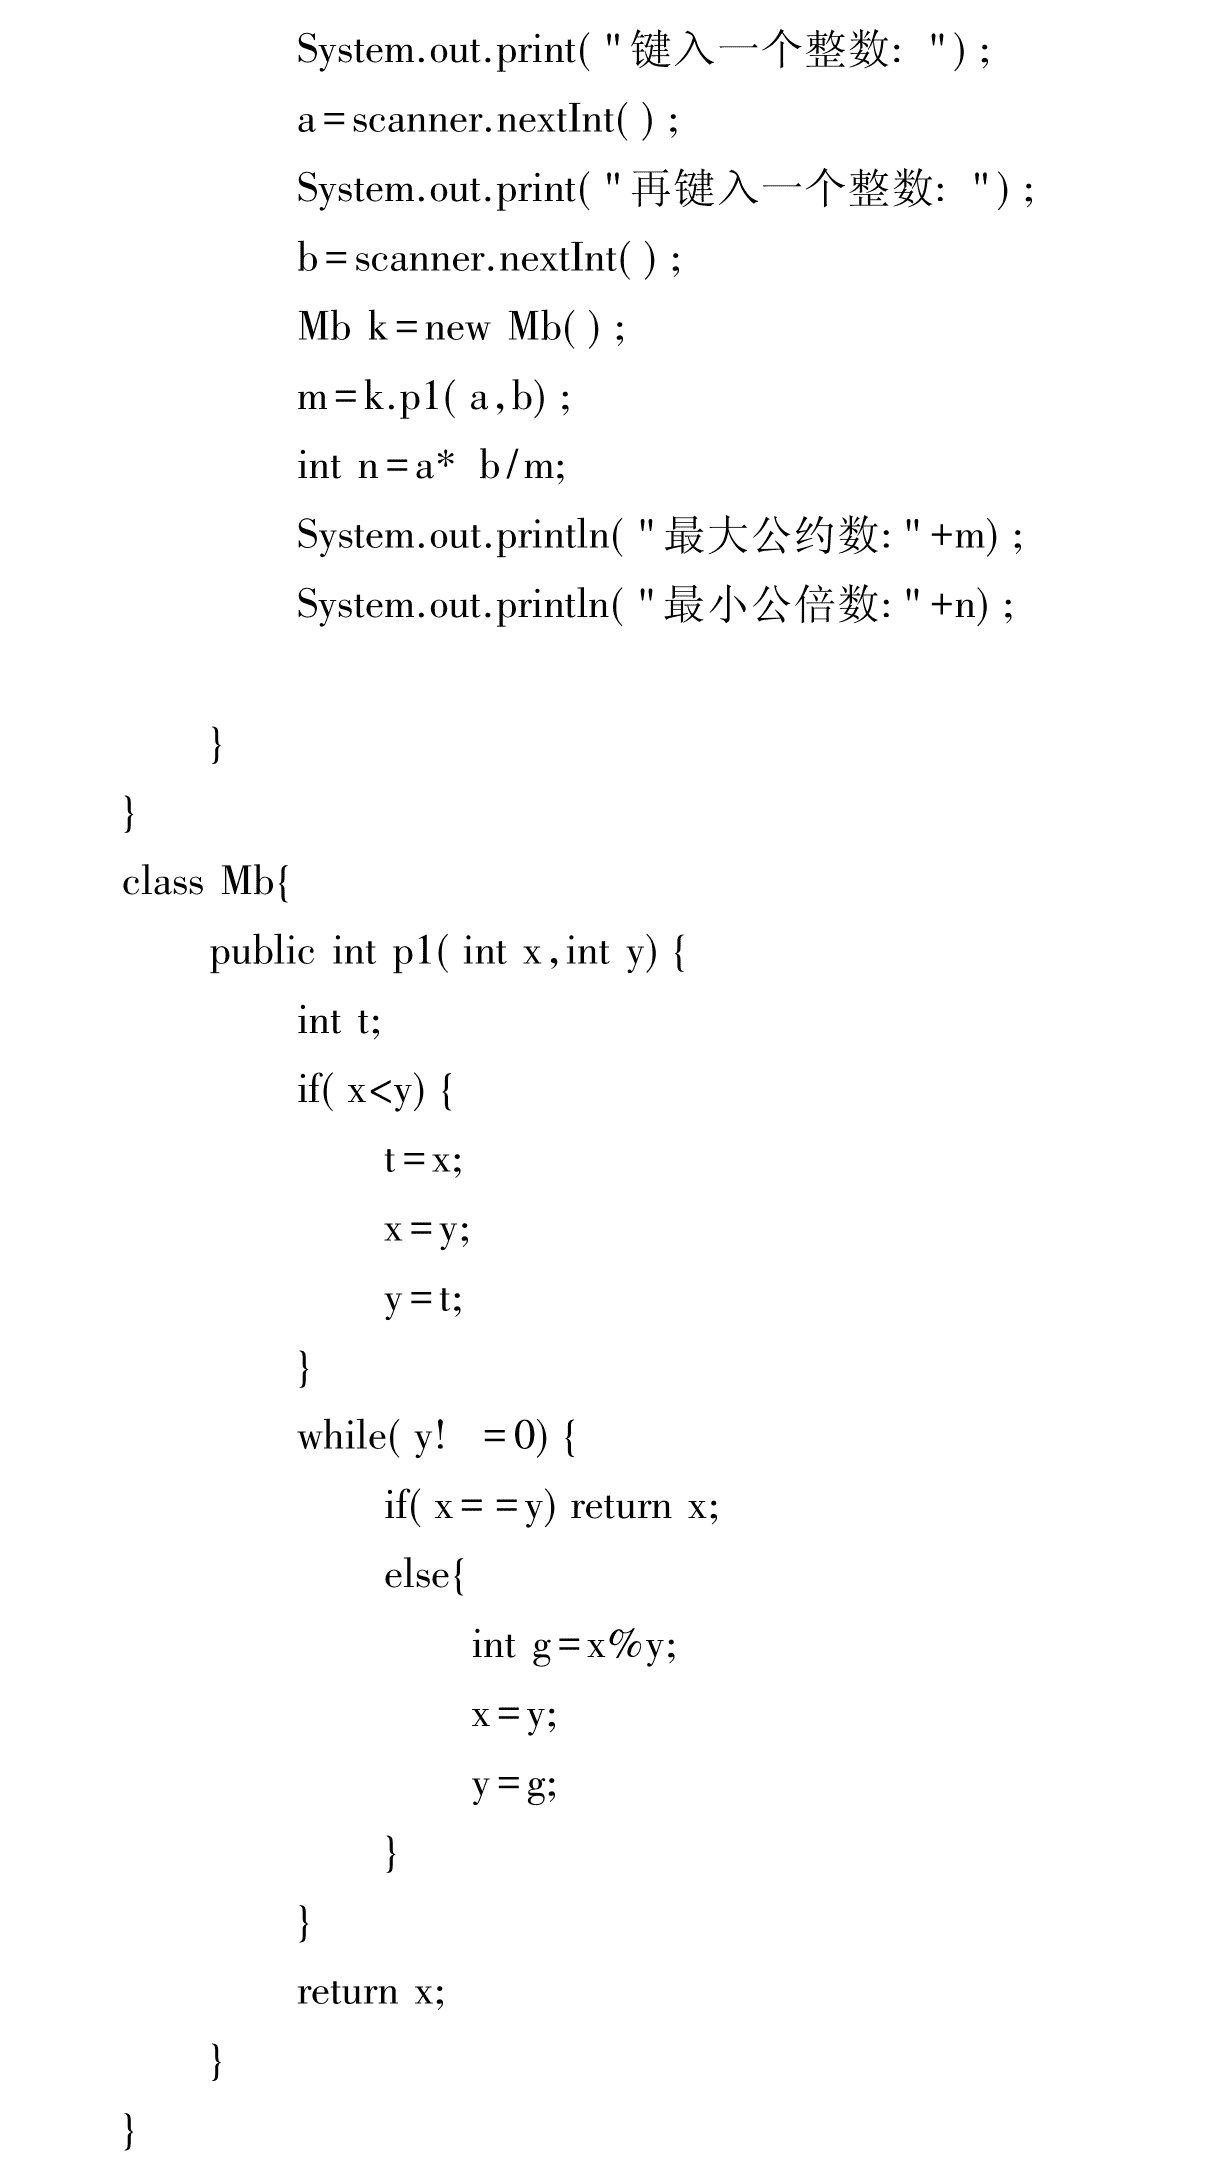 System.out.print("键入一个整数: ");
a=scanner.nextInt();
System.out.print("再键入一个整数: ");
b=scanner.nextInt();
Mb k=new Mb();
m=k.p1(a,b);
int n=a* b/m;
System.out.println("最大公约数:"+m);
System.out.println("最小公倍数:"+n);
}
}
class Mb{
public int p1(int x,int y){
int t;
if(x<y){
t=x;
x=y;
y=t;
}
while(y! =0){
if(x==y) return x;
else{
int g=x%y;
x=y;
y=g;
}
}
return x;
}
}